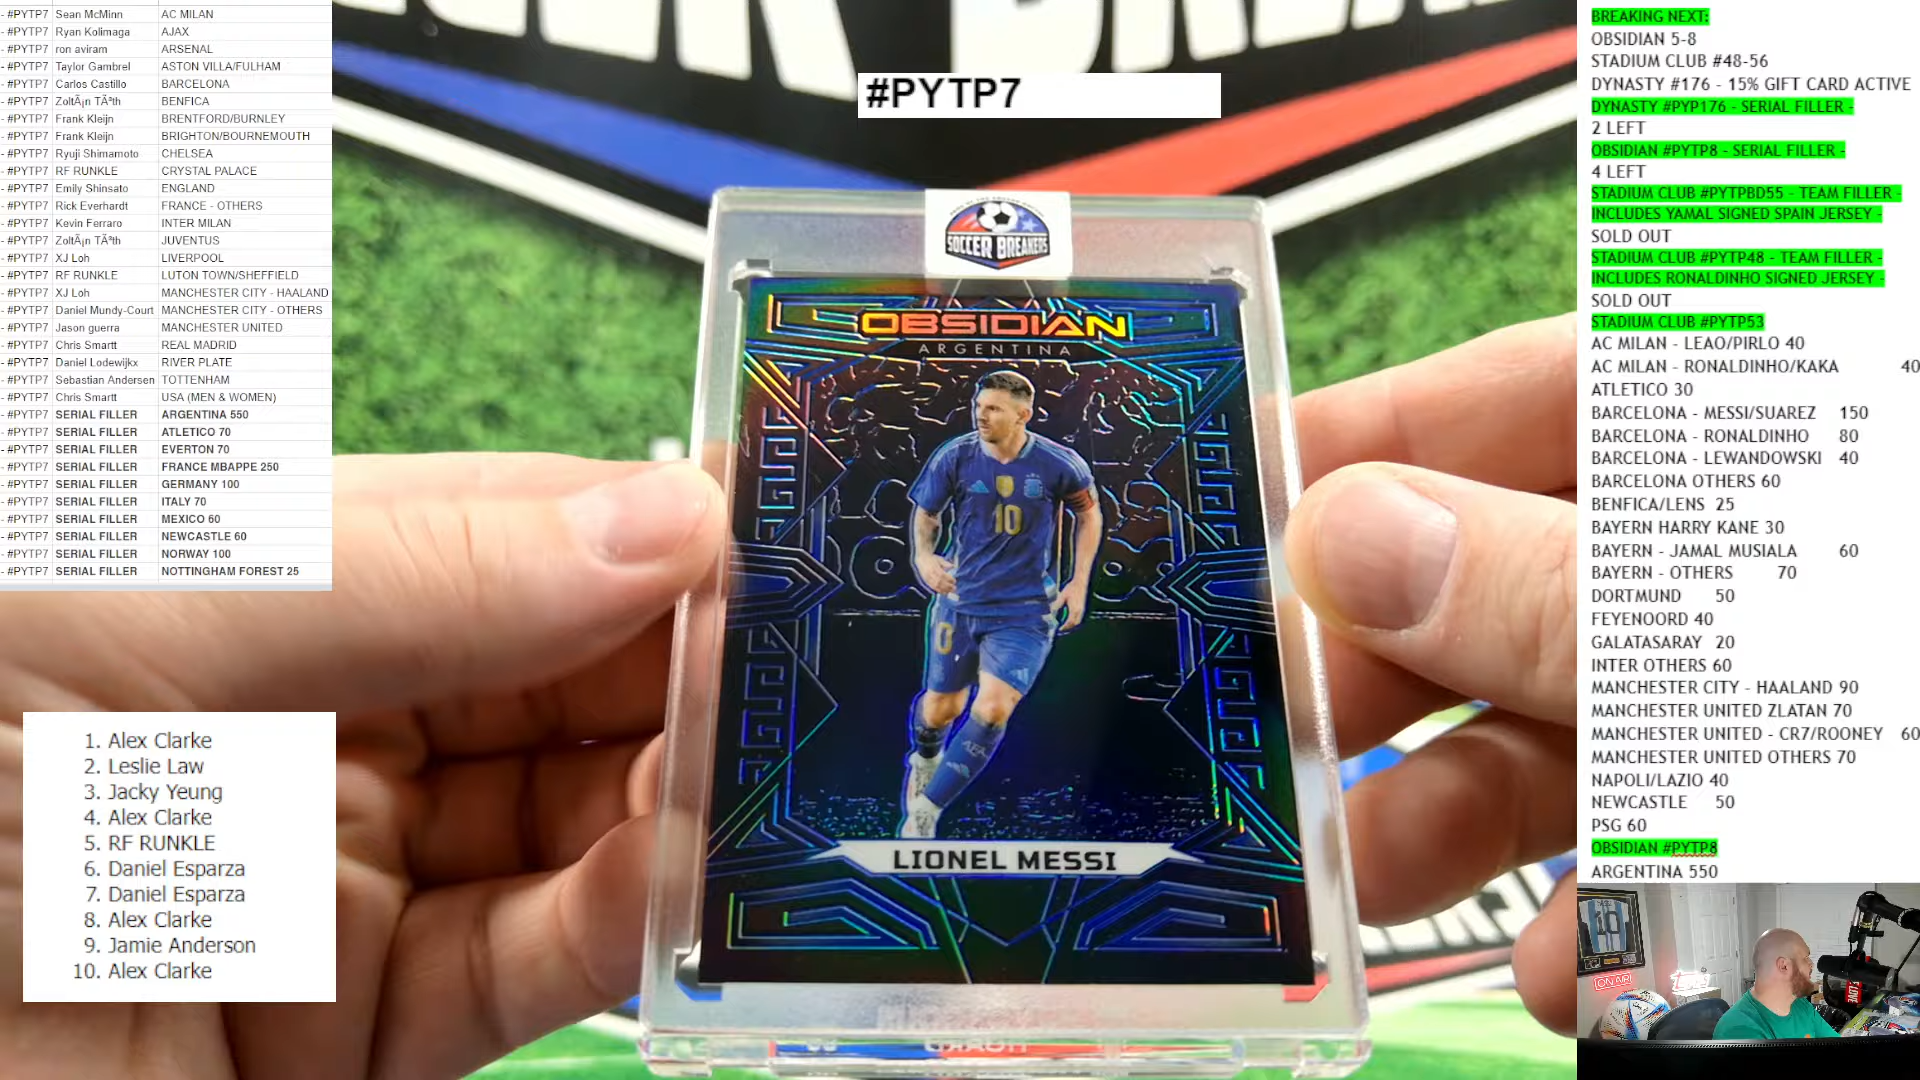 - #PYTP7 Sean McMinn AC MILAN
- #PYTP7 Ryan Kolimaga AJAX
- #PYTP7 ron aviram ARSENAL
- #PYTP7 Taylor Gambrel ASTON VILLA/FULHAM
- #PYTP7 Carlos Castillo BARCELONA
- #PYTP7 ZoltÃ¡n TÃªth BENFICA
- #PYTP7 Frank Kleijn BRENTFORD/BURNLEY
- #PYTP7 Frank Kleijn BRIGHTON/BOURNEMOUTH
- #PYTP7 Ryuji Shimamoto CHELSEA
- #PYTP7 RF RUNKLE CRYSTAL PALACE
- #PYTP7 Emily Shinsato ENGLAND
- #PYTP7 Rick Everhardt FRANCE - OTHERS
- #PYTP7 Kevin Ferraro INTER MILAN
- #PYTP7 ZoltÃ¡n TÃªth JUVENTUS
- #PYTP7 XJ Loh LIVERPOOL
- #PYTP7 RF RUNKLE LUTON TOWN/SHEFFIELD
- #PYTP7 XJ Loh MANCHESTER CITY - HAALAND
- #PYTP7 Daniel Mundy-Court MANCHESTER CITY - OTHERS
- #PYTP7 Jason guerra MANCHESTER UNITED
- #PYTP7 Chris Smartt REAL MADRID
- #PYTP7 Daniel Lodewijkx RIVER PLATE
- #PYTP7 Sebastian Andersen TOTTENHAM
- #PYTP7 Chris Smartt USA (MEN & WOMEN)
- #PYTP7 SERIAL FILLER ARGENTINA 550
- #PYTP7 SERIAL FILLER ATLETICO 70
- #PYTP7 SERIAL FILLER EVERTON 70
- #PYTP7 SERIAL FILLER FRANCE MBAPPE 250
- #PYTP7 SERIAL FILLER GERMANY 100
- #PYTP7 SERIAL FILLER ITALY 70
- #PYTP7 SERIAL FILLER MEXICO 60
- #PYTP7 SERIAL FILLER NEWCASTLE 60
- #PYTP7 SERIAL FILLER NORWAY 100
- #PYTP7 SERIAL FILLER NOTTINGHAM FOREST 25
1. Alex Clarke
2. Leslie Law
3. Jacky Yeung
4. Alex Clarke
5. RF RUNKLE
6. Daniel Esparza
7. Daniel Esparza
8. Alex Clarke
9. Jamie Anderson
10. Alex Clarke
#PYTP7
SOCCER BREAKERS
OBSIDIAN
ARGENTINA
10
LIONEL MESSI
BREAKING NEXT:
OBSIDIAN 5-8
STADIUM CLUB #48-56
DYNASTY #176 - 15% GIFT CARD ACTIVE
DYNASTY #PYP176 - SERIAL FILLER -
2 LEFT
OBSIDIAN #PYTP8 - SERIAL FILLER -
4 LEFT
STADIUM CLUB #PYTPBD55 - TEAM FILLER -
INCLUDES YAMAL SIGNED SPAIN JERSEY -
SOLD OUT
STADIUM CLUB #PYTP48 - TEAM FILLER -
INCLUDES RONALDINHO SIGNED JERSEY -
SOLD OUT
STADIUM CLUB #PYTP53
AC MILAN - LEAO/PIRLO 40
AC MILAN - RONALDINHO/KAKA 40
ATLETICO 30
BARCELONA - MESSI/SUAREZ 150
BARCELONA - RONALDINHO 80
BARCELONA - LEWANDOWSKI 40
BARCELONA OTHERS 60
BENFICA/LENS 25
BAYERN HARRY KANE 30
BAYERN - JAMAL MUSIALA 60
BAYERN - OTHERS 70
DORTMUND 50
FEYENOORD 40
GALATASARAY 20
INTER OTHERS 60
MANCHESTER CITY - HAALAND 90
MANCHESTER UNITED ZLATAN 70
MANCHESTER UNITED - CR7/ROONEY 60
MANCHESTER UNITED OTHERS 70
NAPOLI/LAZIO 40
NEWCASTLE 50
PSG 60
OBSIDIAN #PYTP8
ARGENTINA 550
10
ON AIR